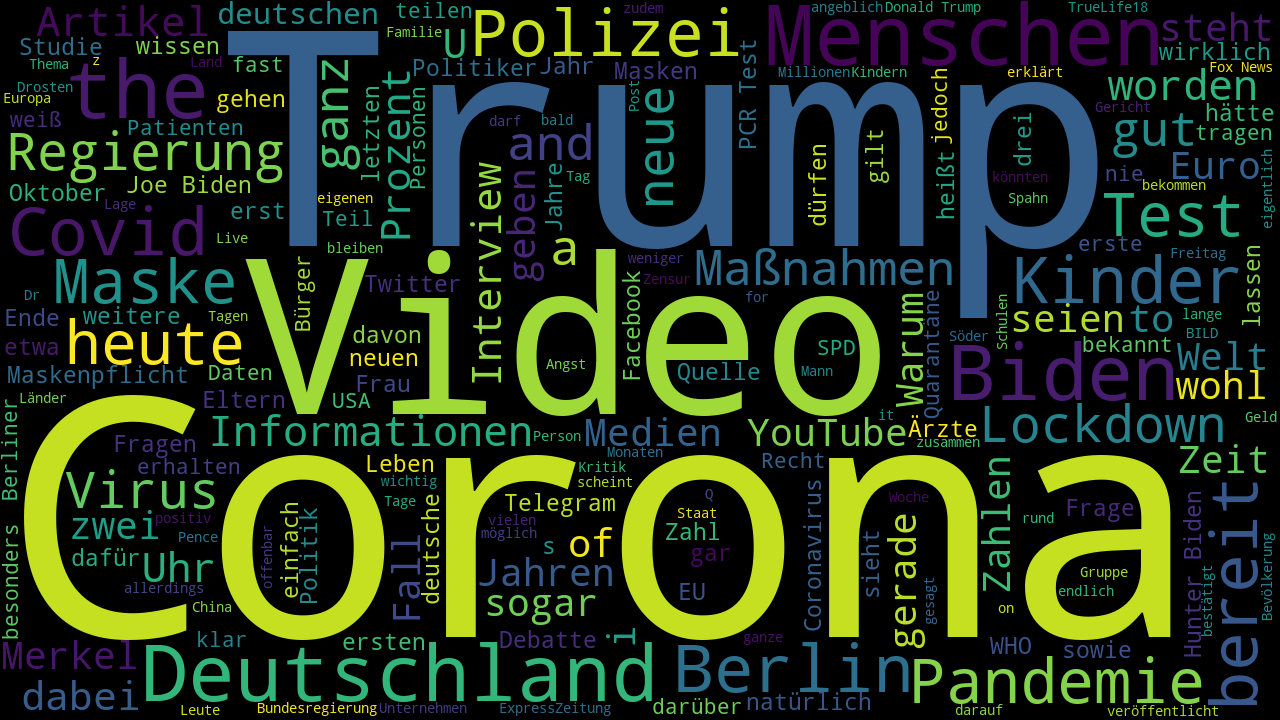 Artikel
deutschen
teilen
zudem
angeblich
Donald Trump
TrueLife18
Familie
U
Polizei
Menschen
steht
Studie
wissen
wirklich
Thema
z
Land
fast
ganz
Politiker
Jahr
Masken
PCR Test
Millionen
Kindern
erklärt
Fox News
Drosten
the
gehen
letzten
Prozent
Personen
Post
neue
jedoch
worden
Europa
Trump
Gericht
hätte
weiß
Patienten
darf
bald
and
gilt
drei
gut
tragen
Regierung
dürfen
heißt
nie
Euro
eigentlich
Oktober
Joe Biden
Interview
geben
Jahre
Tag
könnten
bekommen
Lage
eigenen
Spahn
Covid
erst
Teil
Test
Live
bleiben
a
erste
Freitag
Maske
Bürger
Twitter
weniger
Maßnahmen
Kinder
lassen
Dr
Zensur
Facebook
Video
for
Quarantäne
Schulen
Ende
weitere
Tagen
Warum
seien
to
lange
heute
davon
Söder
BILD
etwa
neuen
SPD
bekannt
Welt
Maskenpflicht
Daten
Frau
Angst
Quelle
Mann
Biden
wohl
Länder
Eltern
USA
it
Berliner
Informationen
Person
Medien
YouTube
Ärzte
Lockdown
Geld
Fragen
Monaten
zusammen
erhalten
Leben
Kritik
Recht
Zeit
Virus
wichtig
scheint
Corona
Tage
Telegram
Q
Woche
Coronavirus
Zahlen
Frage
Hunter Biden
bereit
besonders
zwei
positiv
einfach
Politik
deutsche
vielen
Staat
rund
Pence
offenbar
möglich
s
of
Zahl
sieht
gerade
Bevölkerung
dafür
Uhr
Fall
gar
Gruppe
bestätigt
allerdings
Jahren
EU
gesagt
endlich
China
sogar
on
klar
ersten
Debatte
i
ganze
WHO
sowie
Merkel
Deutschland
Berlin
Pandemie
dabei
darüber
natürlich
Leute
Bundesregierung
Unternehmen
ExpressZeitung
darauf
veröffentlicht